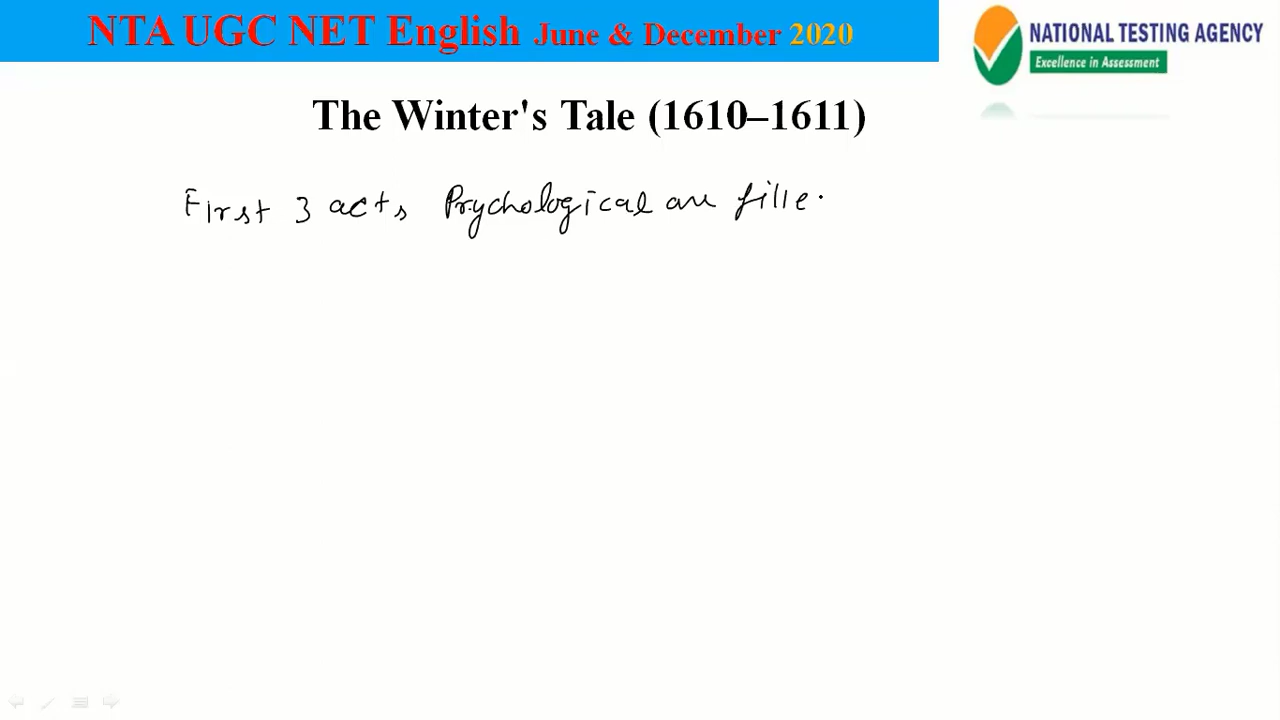 NTA UGC NET English June & December 2020
NATIONAL TESTING AGENCY
Excellence in Assessment
The Winter's Tale (1610–1611)
First 3 acts Psychological are fille